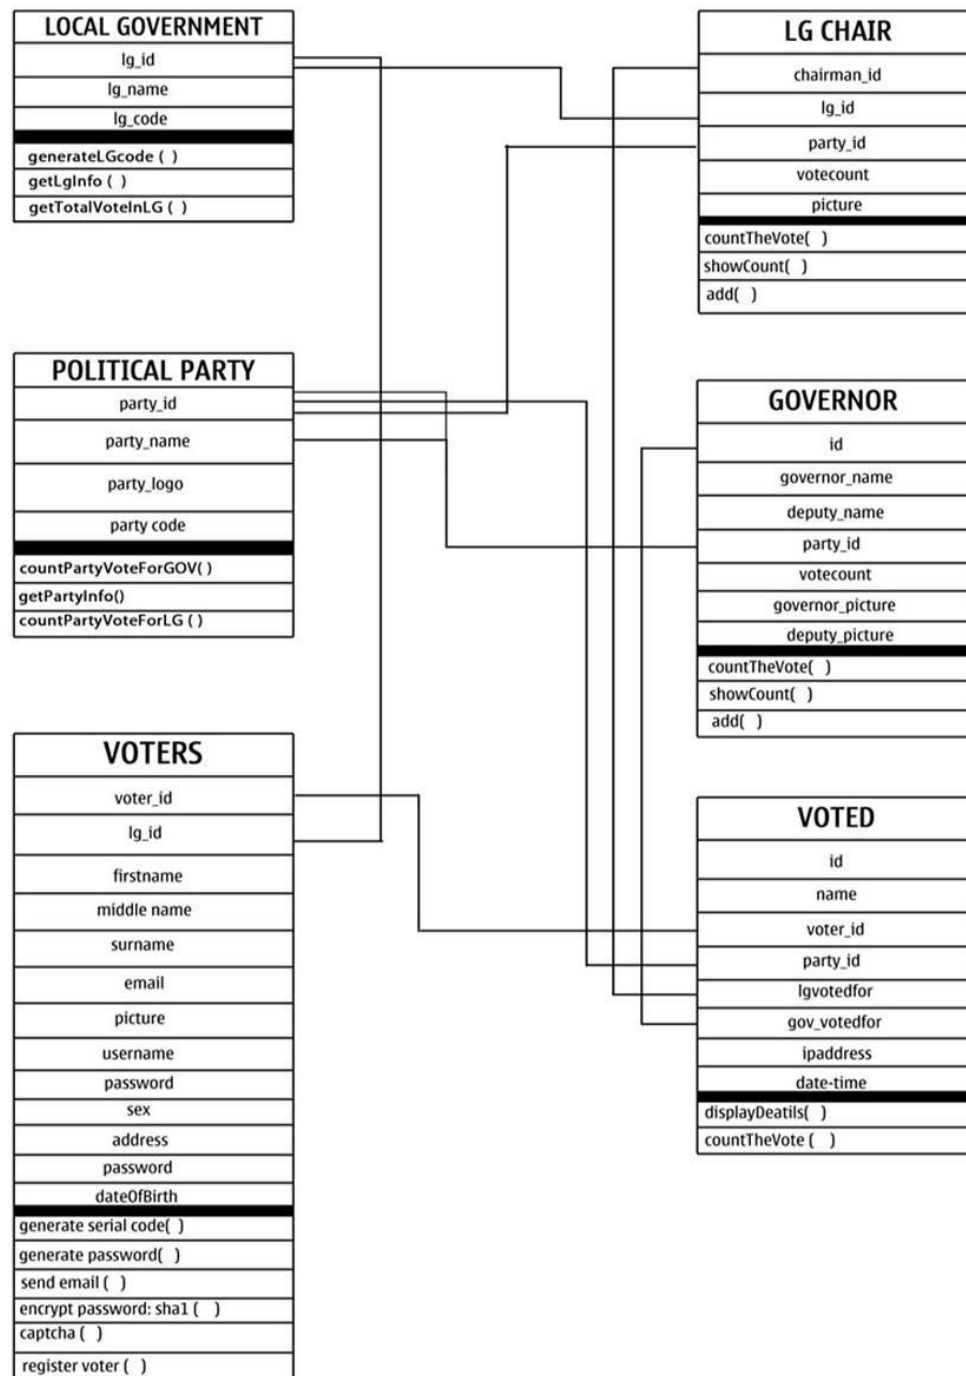 LOCAL GOVERNMENT
lg_id
lg_name
lg_code
generateLGcode ( )
getLgInfo ( )
getTotalVoteInLG ( )
POLITICAL PARTY
party_id
party_name
party_logo
party code
countPartyVoteForGOV( )
getPartyInfo()
countPartyVoteForLG ( )
VOTERS
voter_id
lg_id
firstname
middle name
surname
email
picture
username
password
sex
address
password
dateOfBirth
generate serial code( )
generate password( )
send email ( )
encrypt password: sha1 ( )
captcha ( )
register voter ( )
LG CHAIR
chairman_id
lg_id
party_id
votecount
picture
countTheVote( )
showCount( )
add( )
GOVERNOR
id
governor_name
deputy_name
party_id
votecount
governor_picture
deputy_picture
countTheVote( )
showCount( )
add( )
VOTED
id
name
voter_id
party_id
lgvotedfor
gov_votedfor
ipaddress
date-time
displayDeatils( )
countTheVote ( )